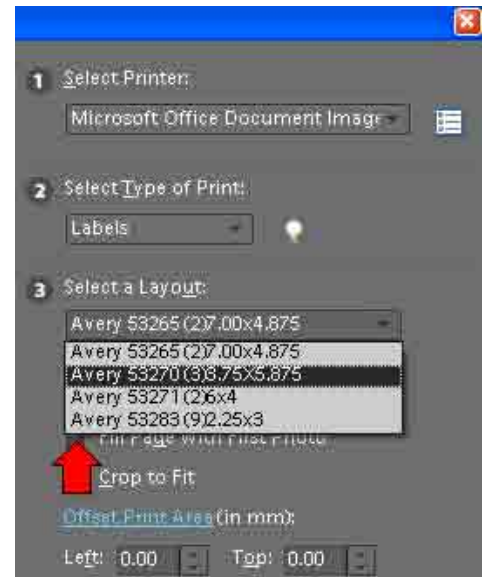 1 Select Printer:
Microsoft Office Document Image
2 Select Type of Print:
Labels
3 Select a Layout:
Avery 53265 (2)7.00x4.875
Avery 53265 (2)7.00x4.875
Avery 53270 (3)3.75x5.875
Avery 53271 (2)6x4
Avery 53283 (9)2.25x3
Fill Page With First Photo
Crop to Fit
Offset Print Area (in mm):
Left: 0.00 Top: 0.00